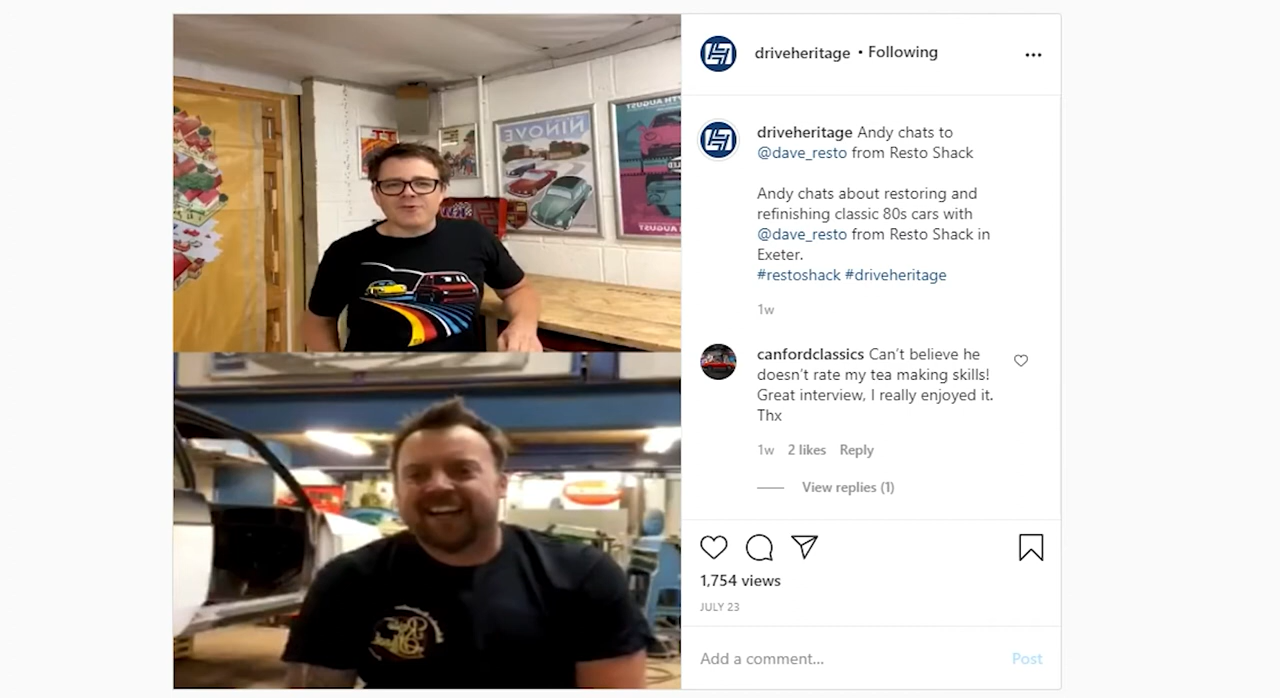 driveheritage • Following
driveheritage Andy chats to
@dave_resto from Resto Shack
Andy chats about restoring and
refinishing classic 80s cars with
@dave_resto from Resto Shack in
Exeter.
#restoshack #driveheritage
1w
canfordclassics Can't believe he
doesn't rate my tea making skills!
Great interview, I really enjoyed it.
Thx
1w 2 likes Reply
View replies (1)
1,754 views
JULY 23
Add a comment... Post
NINOVE
AUGUST
AUGUST